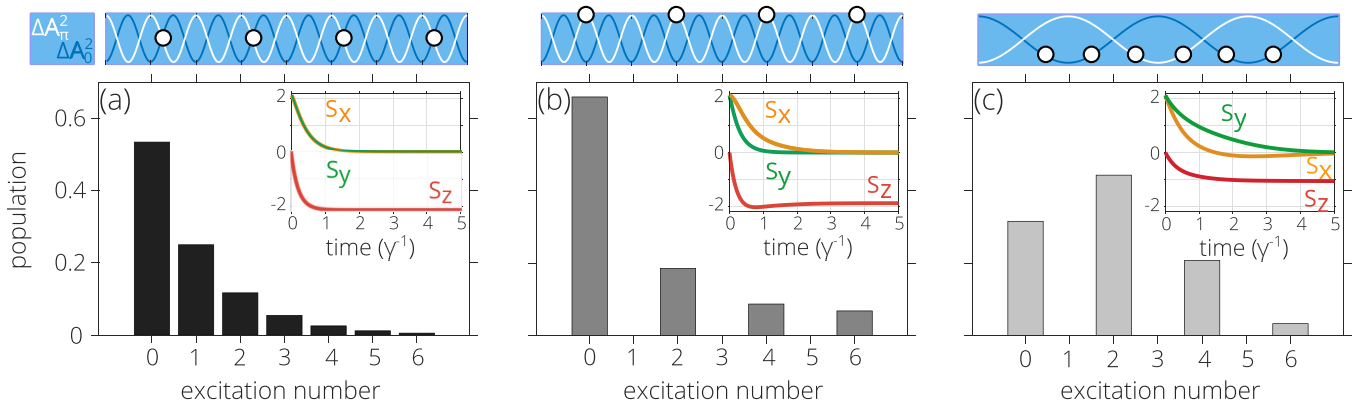 ΔA²π
ΔA²0
(a)
(b)
(c)
population
0.6
0.4
0.2
0
0 1 2 3 4 5 6
excitation number
2
0
-2
Sx
Sy
Sz
0 1 2 3 4 5
time (γ⁻¹)
0 1 2 3 4 5 6
excitation number
2
0
-2
Sx
Sy
Sz
0 1 2 3 4 5
time (γ⁻¹)
0 1 2 3 4 5 6
excitation number
2
0
-2
Sy
Sx
Sz
0 1 2 3 4 5
time (γ⁻¹)